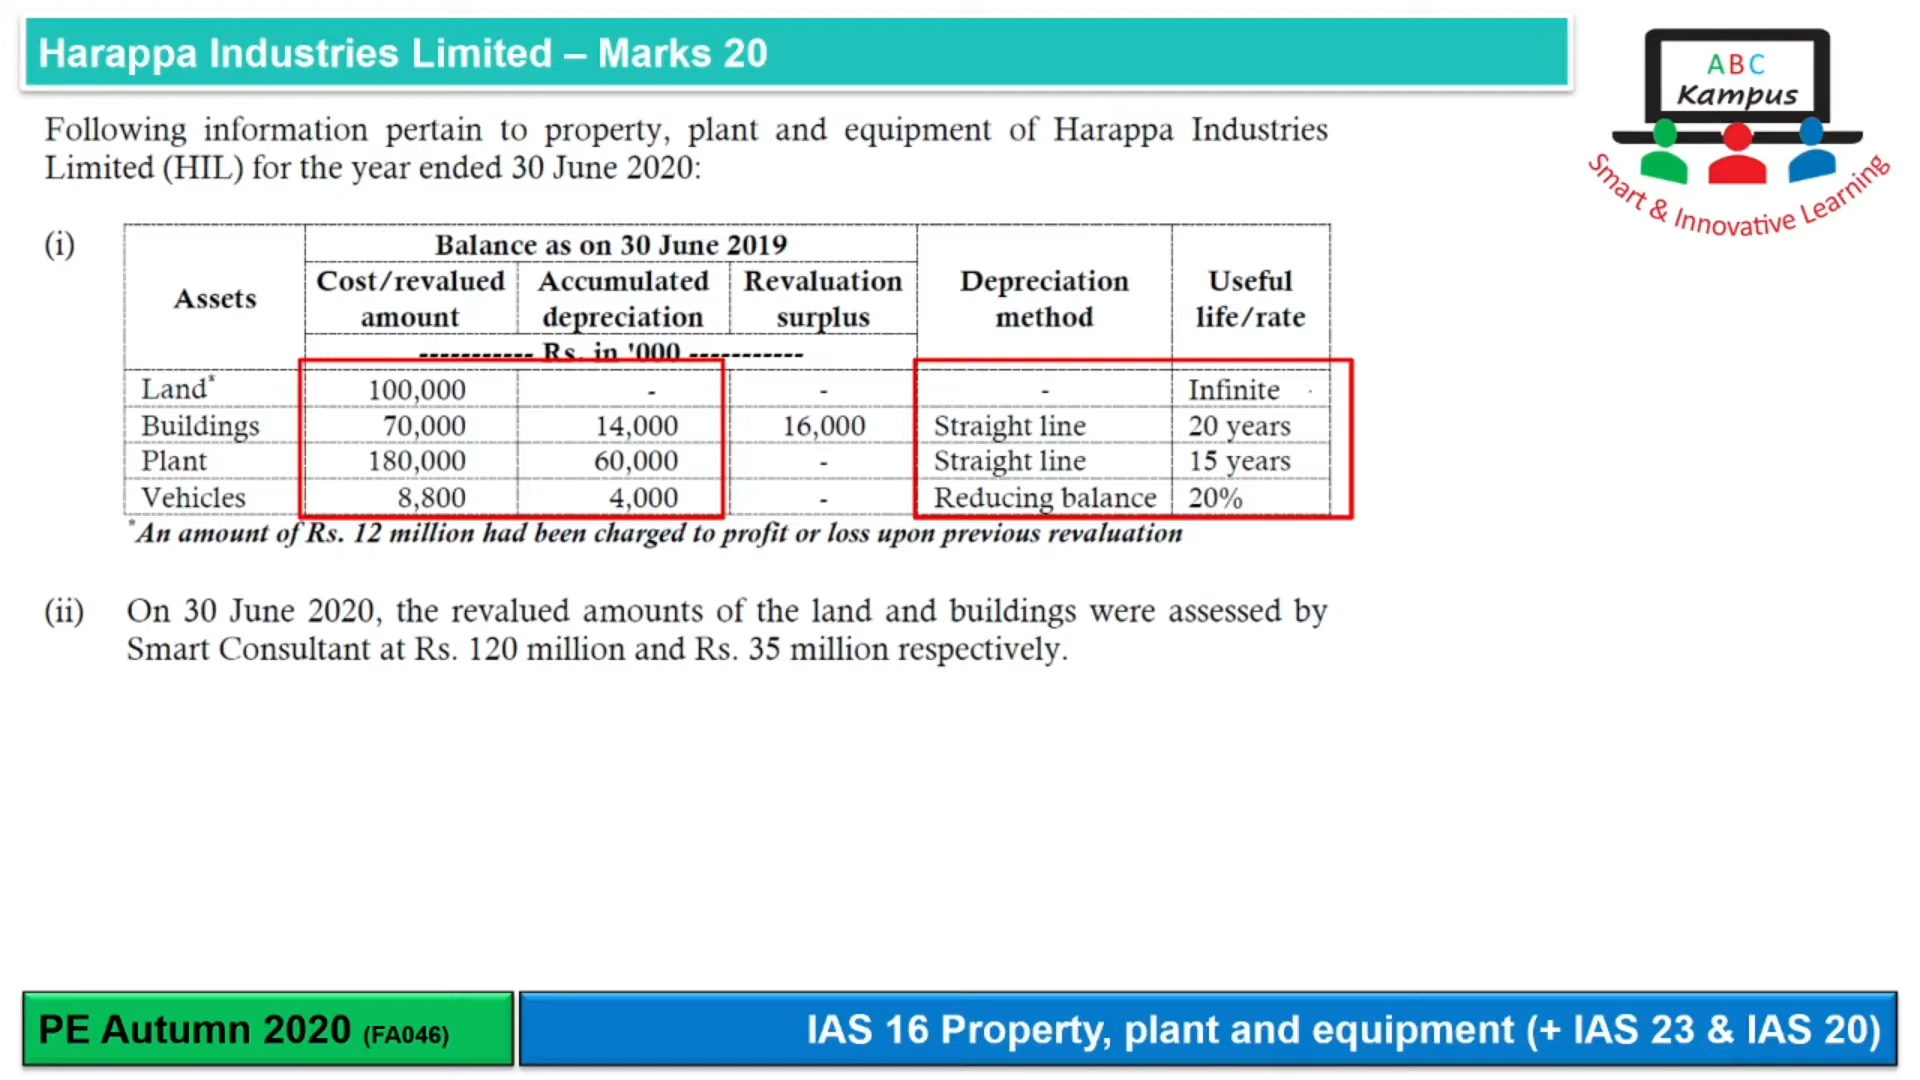 Harappa Industries Limited – Marks 20
ABC
Kampus
Smart & Innovative Learning
Following information pertain to property, plant and equipment of Harappa Industries
Limited (HIL) for the year ended 30 June 2020:
(i)
Assets Balance as on 30 June 2019 Depreciation method Useful life/rate
Cost/revalued amount Accumulated depreciation Revaluation surplus
----------- Rs. in '000 -----------
Land* 100,000 - - - Infinite
Buildings 70,000 14,000 16,000 Straight line 20 years
Plant 180,000 60,000 - Straight line 15 years
Vehicles 8,800 4,000 - Reducing balance 20%
*An amount of Rs. 12 million had been charged to profit or loss upon previous revaluation
(ii) On 30 June 2020, the revalued amounts of the land and buildings were assessed by
Smart Consultant at Rs. 120 million and Rs. 35 million respectively.
PE Autumn 2020 (FA046)
IAS 16 Property, plant and equipment (+ IAS 23 & IAS 20)